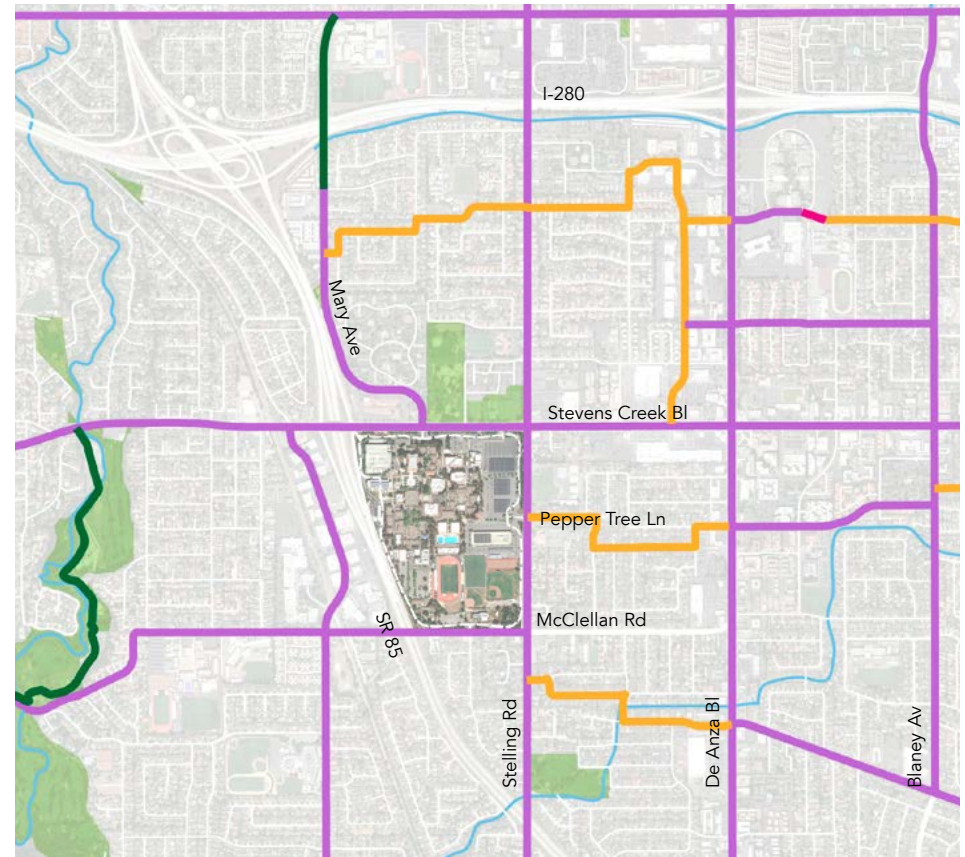 I-280
Mary Ave
Stevens Creek Bl
Pepper Tree Ln
McClellan Rd
SR 85
Stelling Rd
De Anza Bl
Blaney Av